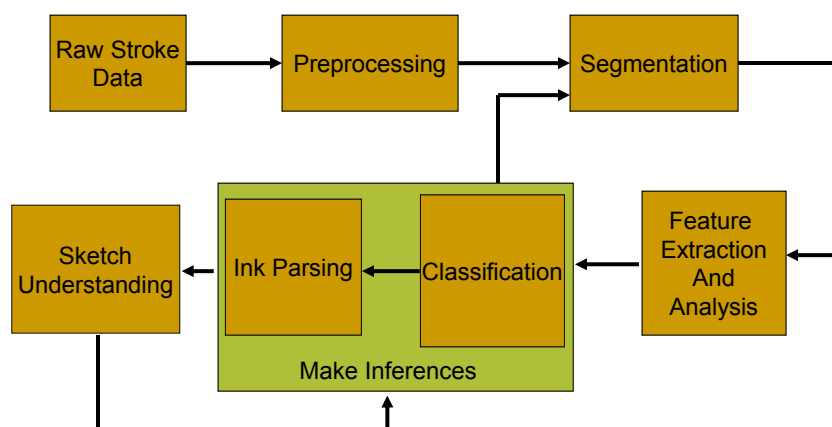 Raw Stroke
Data
Preprocessing
Segmentation
Sketch
Understanding
Ink Parsing
Classification
Feature
Extraction
And
Analysis
Make Inferences